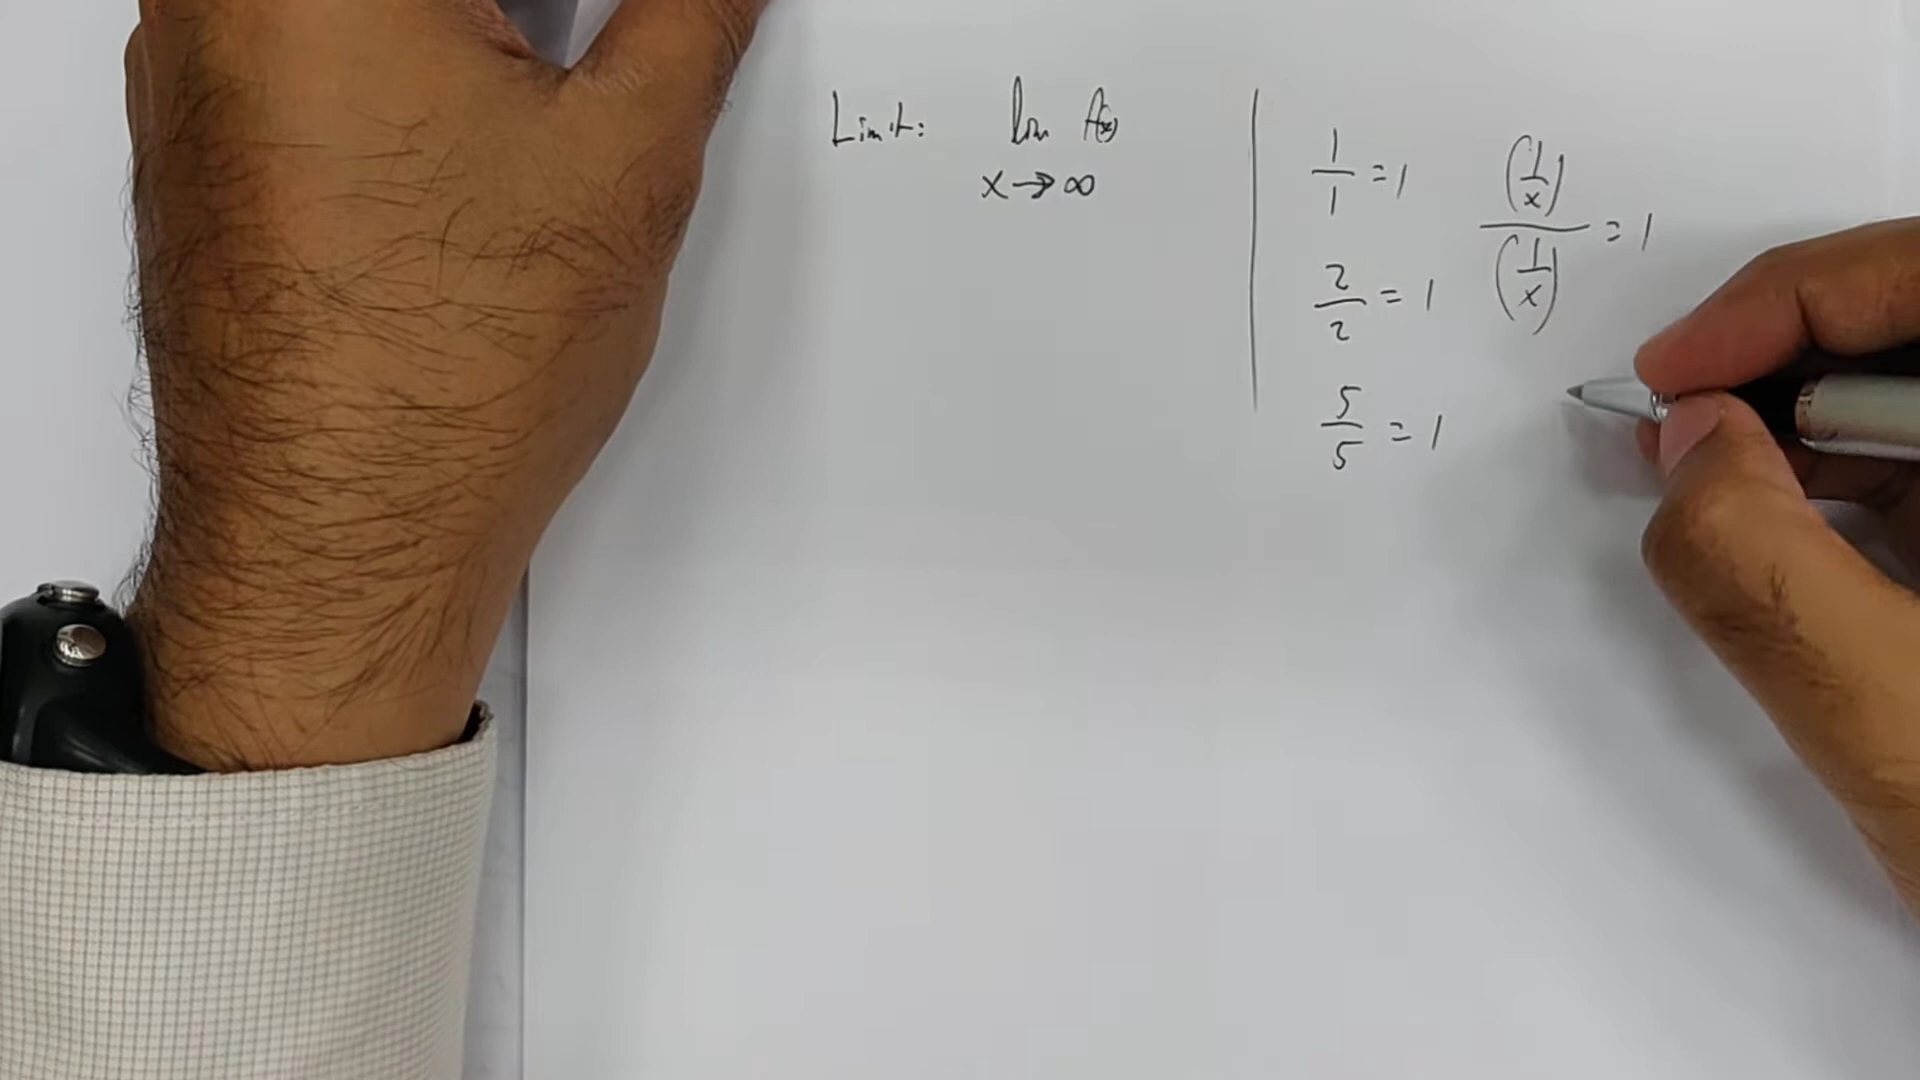 Limit: lim f(x)
x → ∞
1/1 = 1
(1/x)/(1/x) = 1
2/2 = 1
5/5 = 1